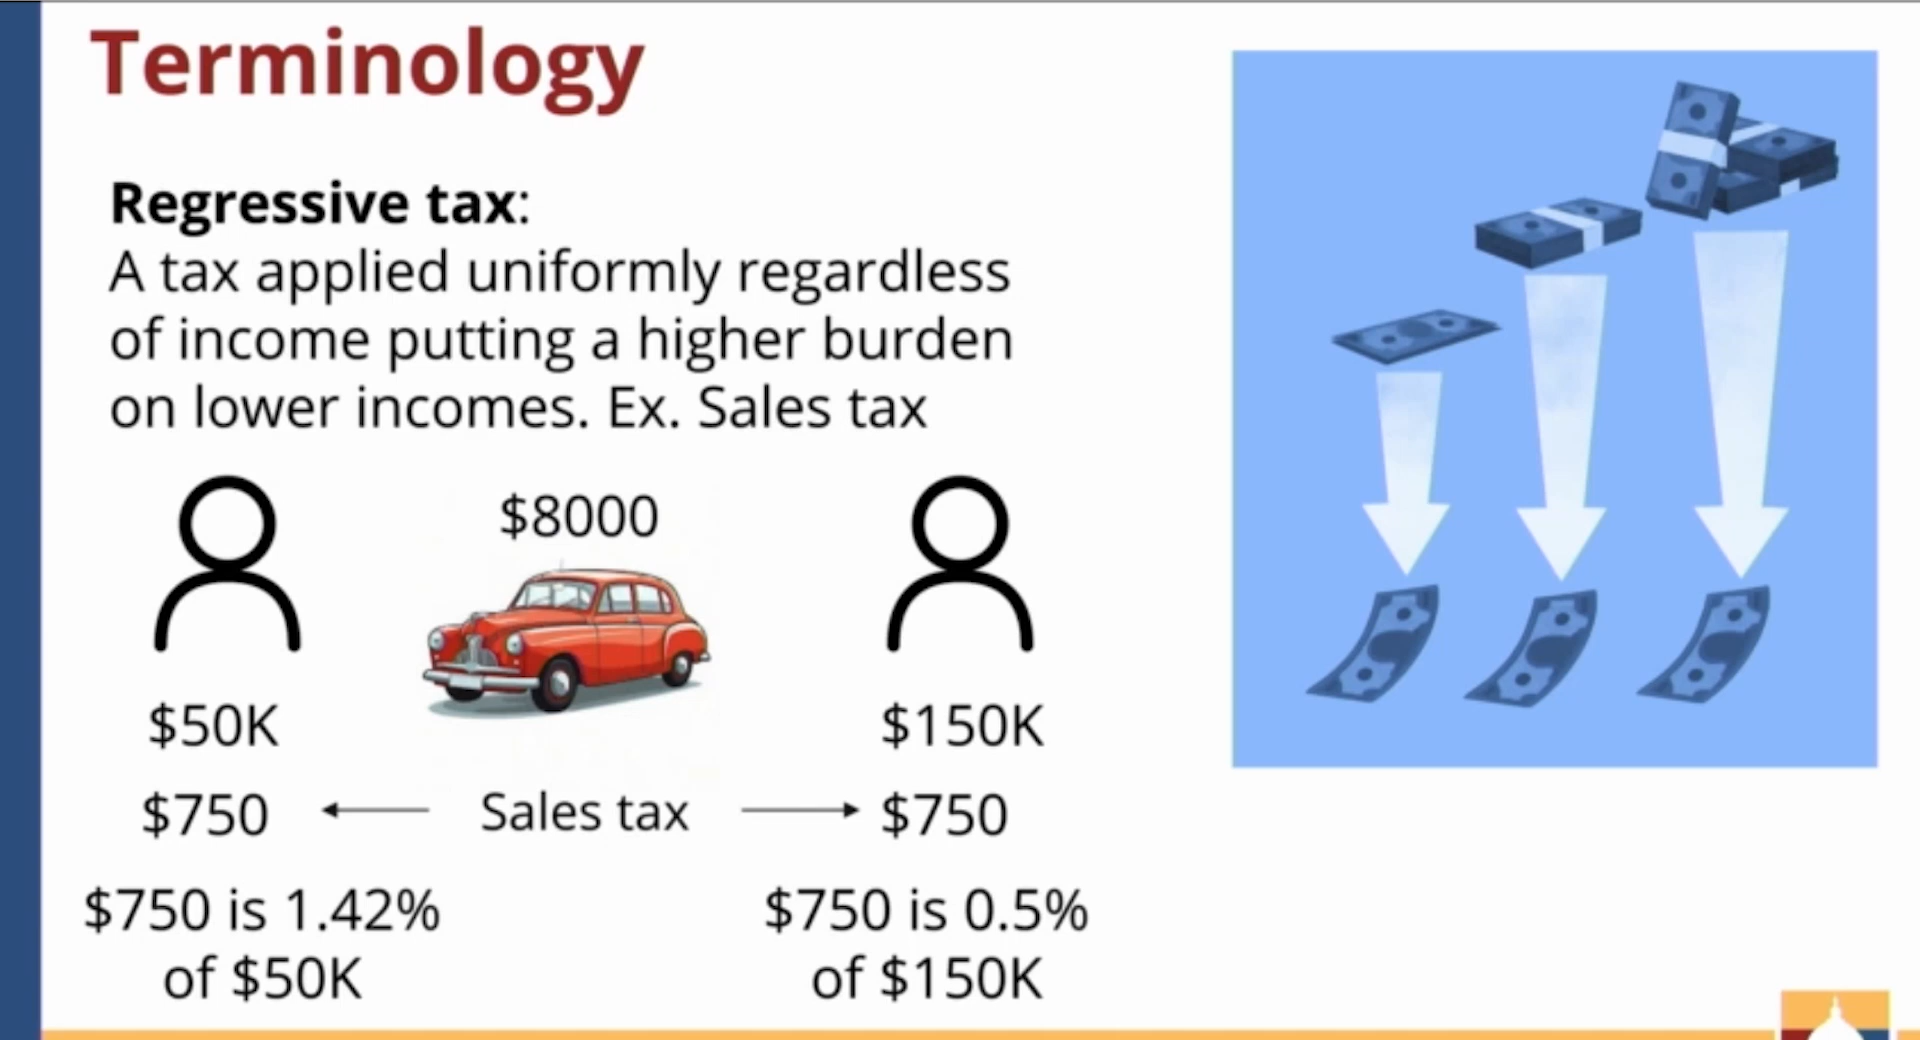 Terminology
Regressive tax:
A tax applied uniformly regardless
of income putting a higher burden
on lower incomes. Ex. Sales tax
$8000
$50K
$150K
$750
Sales tax
$750
$750 is 1.42%
of $50K
$750 is 0.5%
of $150K